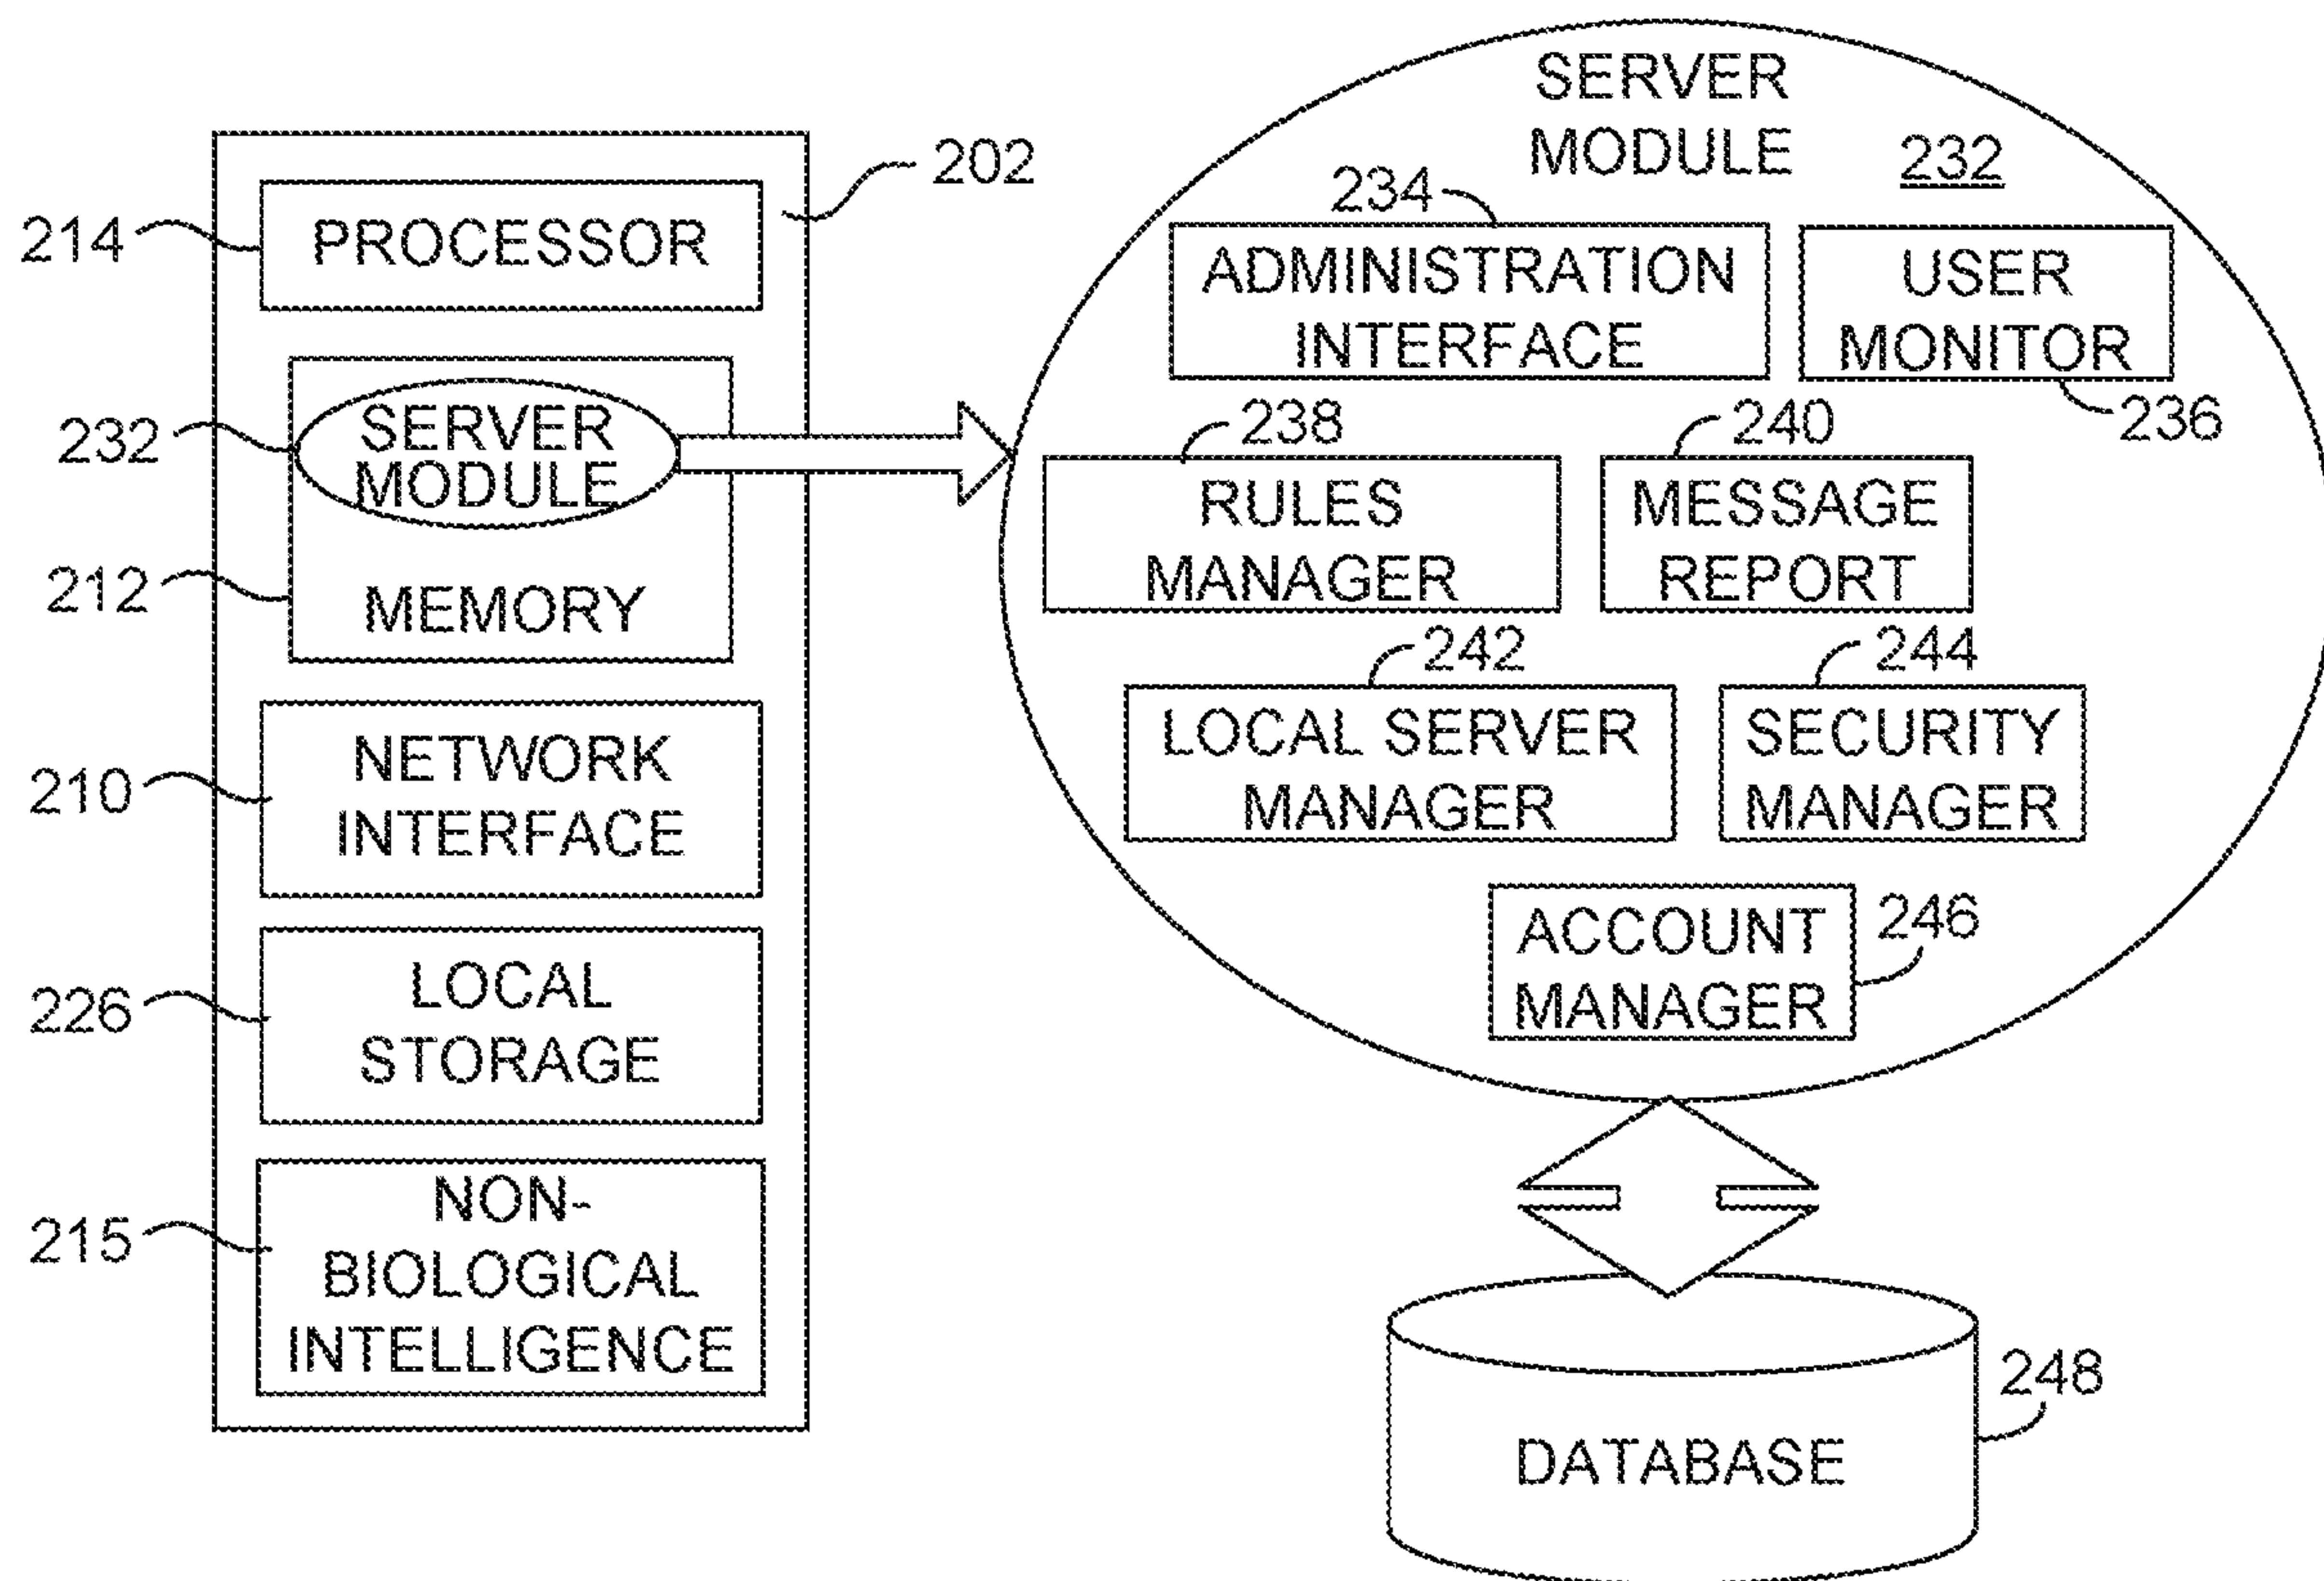 202
214
PROCESSOR
232
SERVER
MODULE
212
MEMORY
210
NETWORK
INTERFACE
226
LOCAL
STORAGE
215
NON-
BIOLOGICAL
INTELLIGENCE
SERVER
MODULE
232
234
ADMINISTRATION
INTERFACE
USER
MONITOR
236
238
RULES
MANAGER
240
MESSAGE
REPORT
242
LOCAL SERVER
MANAGER
244
SECURITY
MANAGER
ACCOUNT
MANAGER
246
248
DATABASE